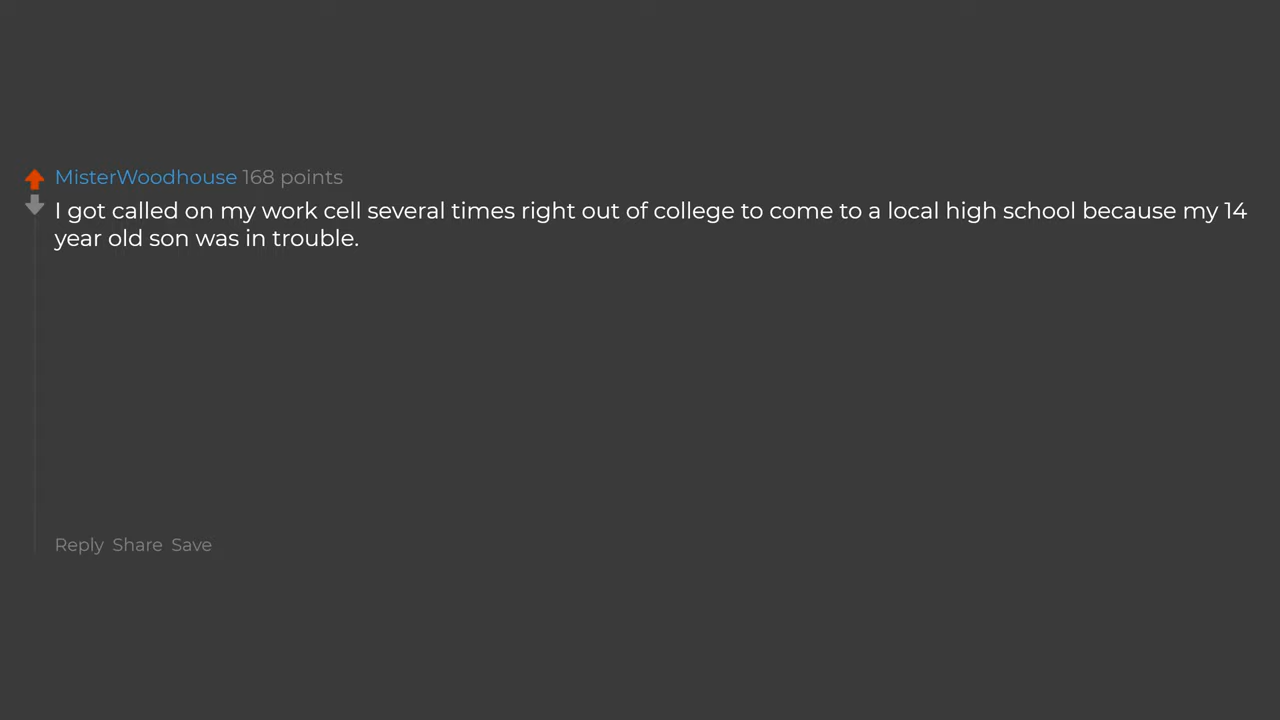 MisterWoodhouse 168 points
I got called on my work cell several times right out of college to come to a local high school because my 14
year old son was in trouble.
Reply Share Save